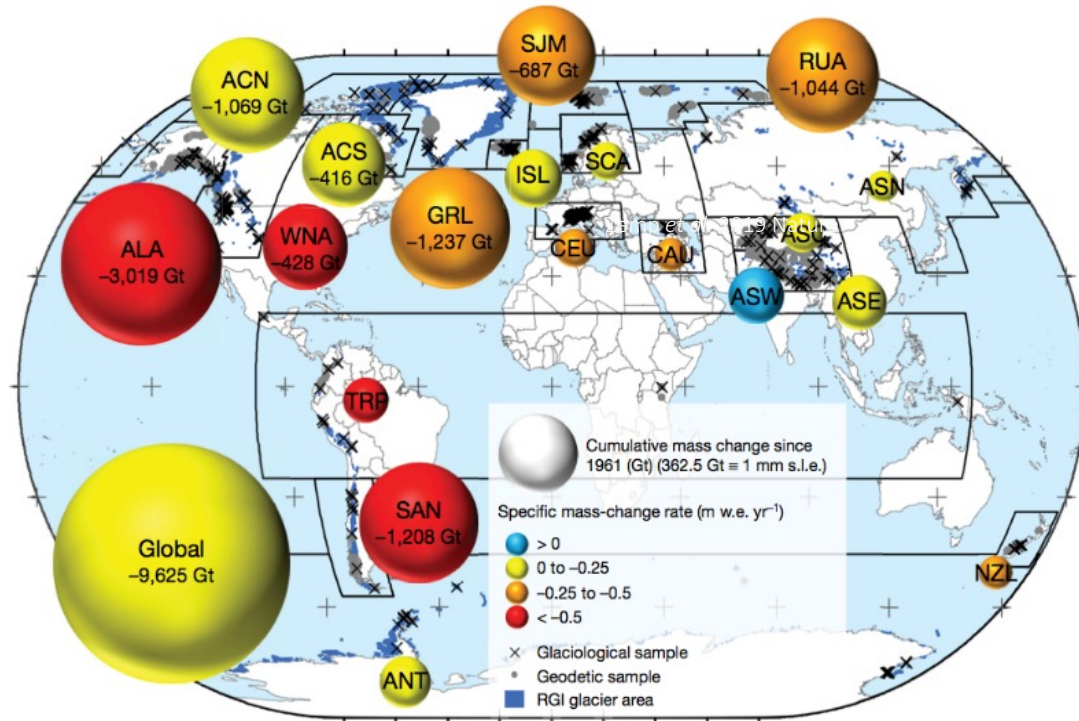 SJM
−687 Gt
RUA
−1,044 Gt
ACN
−1,069 Gt
ACS
−416 Gt
ISL
SCA
ASN
GRL
−1,237 Gt
ALA
−3,019 Gt
WNA
−428 Gt
et al. 2019 Natu
CEU
CAU
ASC
ASW
ASE
TRP
Cumulative mass change since
1961 (Gt) (362.5 Gt ≡ 1 mm s.l.e.)
Specific mass-change rate (m w.e. yr⁻¹)
> 0
0 to −0.25
−0.25 to −0.5
< −0.5
Glaciological sample
Geodetic sample
RGI glacier area
SAN
−1,208 Gt
Global
−9,625 Gt
NZL
ANT